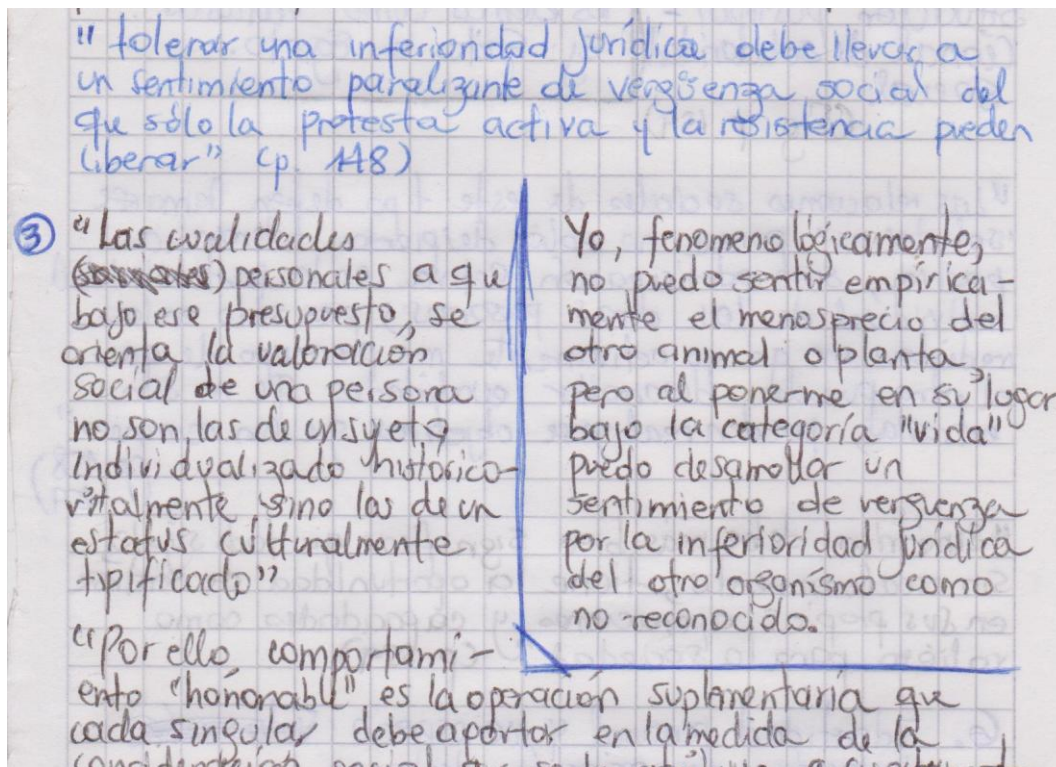 " tolerar una inferioridad jurídica debe llevar a
un sentimiento paralizante de vergüenza social del
que sólo la protesta activa y la resistencia pueden
liberar" (p. 148)
3
"Las cualidades
personales a que
bajo ese presupuesto, se
orienta la valoración
social de una persona
no son las de un sujeto
individualizado histórico-
vitalmente, sino las de un
estatus culturalmente
tipificado"
Yo, fenomenológicamente,
no puedo sentir empírica-
mente el menosprecio del
otro animal o planta,
pero al ponerme en su lugar
bajo la categoría "vida"
puedo desarrollar un
sentimiento de verguenza
por la inferioridad jurídica
del otro organísmo como
no-reconocido.
"Por ello, comportami-
ento "honorable", es la operación suplementaria que
cada singular debe aportar en la medida de la